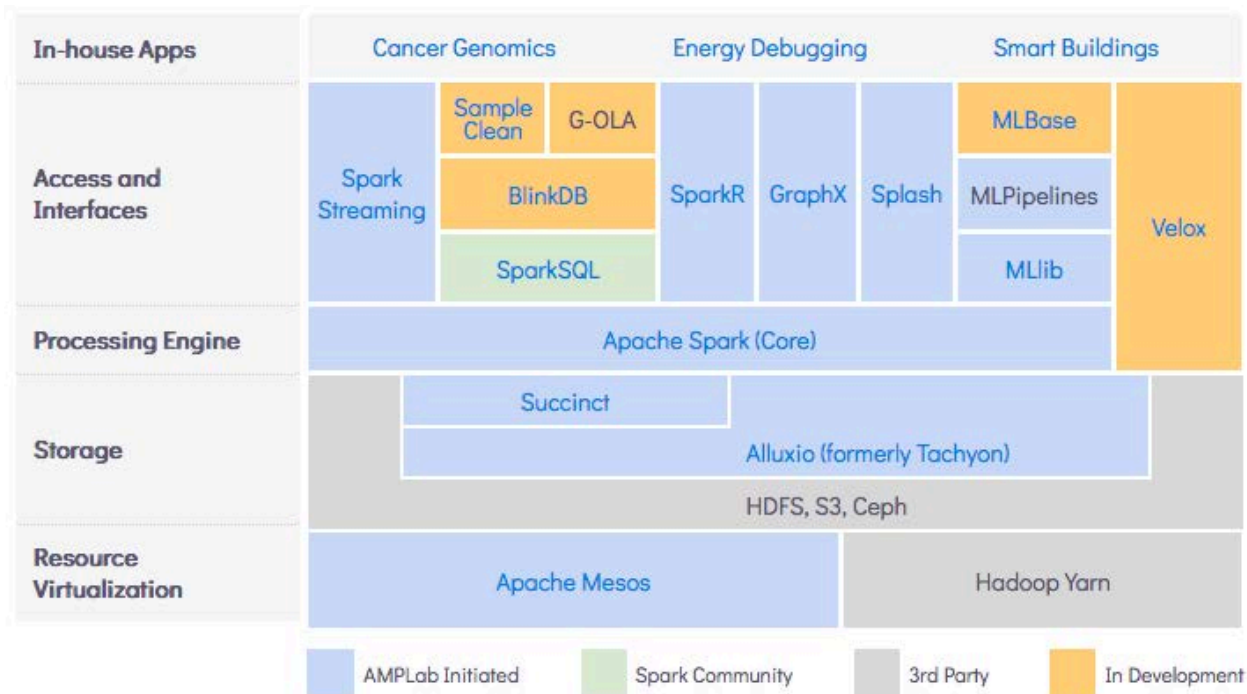 In-house Apps
Cancer Genomics
Energy Debugging
Smart Buildings
Access and
Interfaces
Spark
Streaming
Sample
Clean
G-OLA
BlinkDB
SparkSQL
SparkR
GraphX
Splash
MLBase
MLPipelines
MLlib
Velox
Processing Engine
Apache Spark (Core)
Storage
Succinct
Alluxio (formerly Tachyon)
HDFS, S3, Ceph
Resource
Virtualization
Apache Mesos
Hadoop Yarn
AMPLab Initiated
Spark Community
3rd Party
In Development